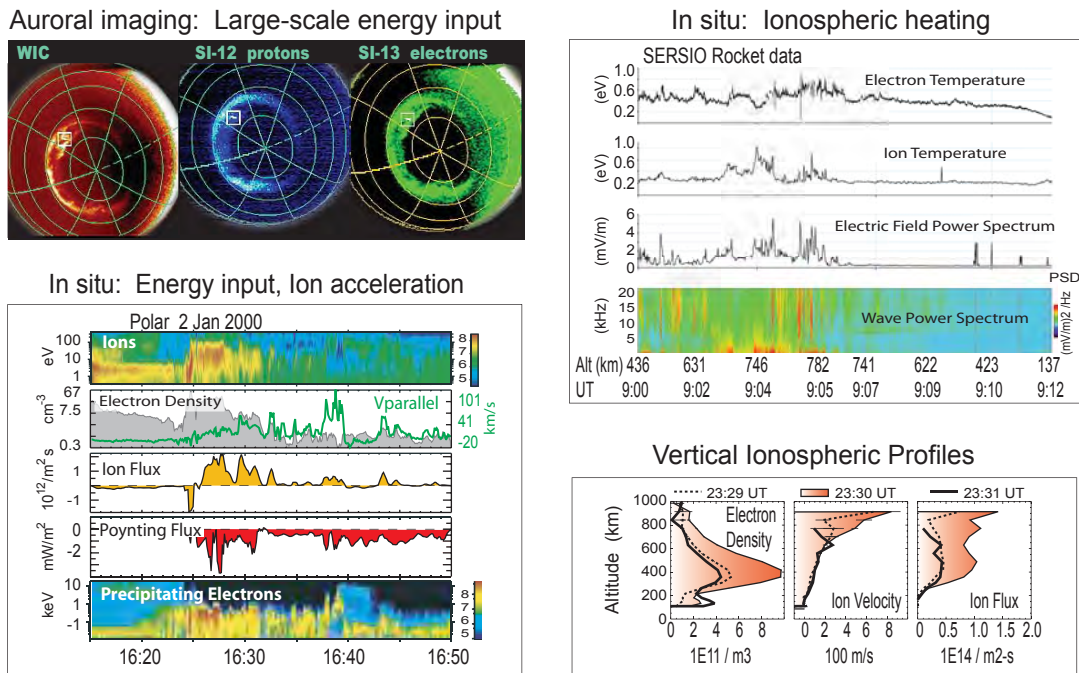 Auroral imaging: Large-scale energy input
WIC
SI-12 protons
SI-13 electrons
In situ: Energy input, Ion acceleration
Polar 2 Jan 2000
Ions
eV
100
10
1
8
7
6
5
Electron Density
Vparallel
cm-3
67
7.5
0.3
101
41
-20
km/s
Ion Flux
10^12/m^2 s
1
-1
Poynting Flux
mW/m^2
0
-2
Precipitating Electrons
keV
10
-1
8
7
6
5
16:20 16:30 16:40 16:50
In situ: Ionospheric heating
SERSIO Rocket data
Electron Temperature
(eV)
1.0
0.6
0.2
Ion Temperature
(eV)
1.0
0.6
0.2
Electric Field Power Spectrum
(mV/m)
6
4
2
0
PSD
(mV/m)2 /Hz
Wave Power Spectrum
(kHz)
20
15
10
5
Alt (km) 436 631 746 782 741 622 423 137
UT 9:00 9:02 9:04 9:05 9:07 9:09 9:10 9:12
Vertical Ionospheric Profiles
23:29 UT 23:30 UT 23:31 UT
Altitude (km)
1000
800
600
400
200
0
Electron
Density
Ion Velocity
Ion Flux
0 2 4 6 8
0 2 4 6 8
0 1 1.0 2.0
1E11 / m3
100 m/s
1E14 / m2-s